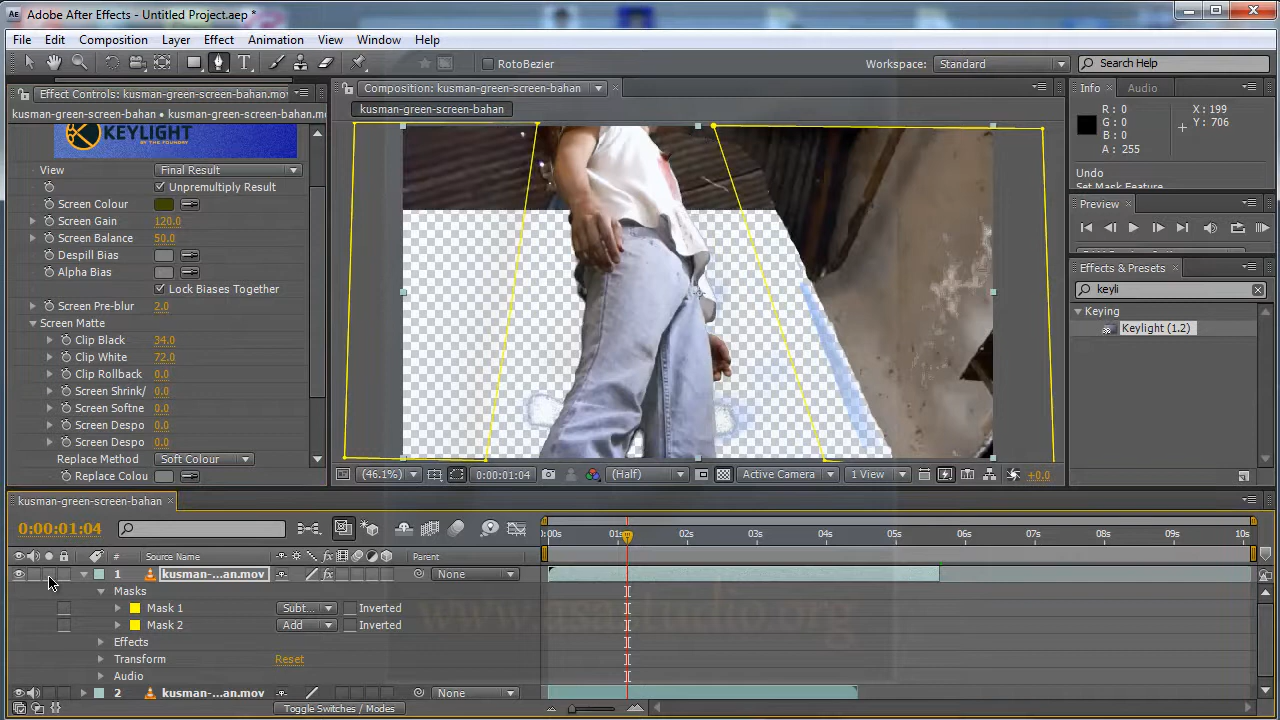 Adobe After Effects - Untitled Project.aep *
File Edit Composition Layer Effect Animation View Window Help
RotoBezier
Workspace: Standard
Search Help
Effect Controls: kusman-green-screen-bahan.mov
kusman-green-screen-bahan • kusman-green-screen-bahan.m
KEYLIGHT
BY THE FOUNDRY
View Final Result
Unpremultiply Result
Screen Colour
Screen Gain 120.0
Screen Balance 50.0
Despill Bias
Alpha Bias
Lock Biases Together
Screen Pre-blur 2.0
Screen Matte
Clip Black 34.0
Clip White 72.0
Clip Rollback 0.0
Screen Shrink/ 0.0
Screen Softne 0.0
Screen Despo 0.0
Screen Despo 0.0
Replace Method Soft Colour
Replace Colou
Composition: kusman-green-screen-bahan
kusman-green-screen-bahan
(46.1%) 0:00:01:04 (Half) Active Camera 1 View +0.0
Info Audio
R: 0 X: 199
G: 0 Y: 706
B: 0
A: 255
Undo
Set Mask Feature
Preview
Effects & Presets
keyli
Keying
Keylight (1.2)
kusman-green-screen-bahan
0:00:01:04
# Source Name Parent
:00s 01s 02s 03s 04s 05s 06s 07s 08s 09s 10s
1 kusman-...an.mov None
Masks
Mask 1 Subt... Inverted
Mask 2 Add Inverted
Effects
Transform Reset
Audio
2 kusman-...an.mov None
Toggle Switches / Modes